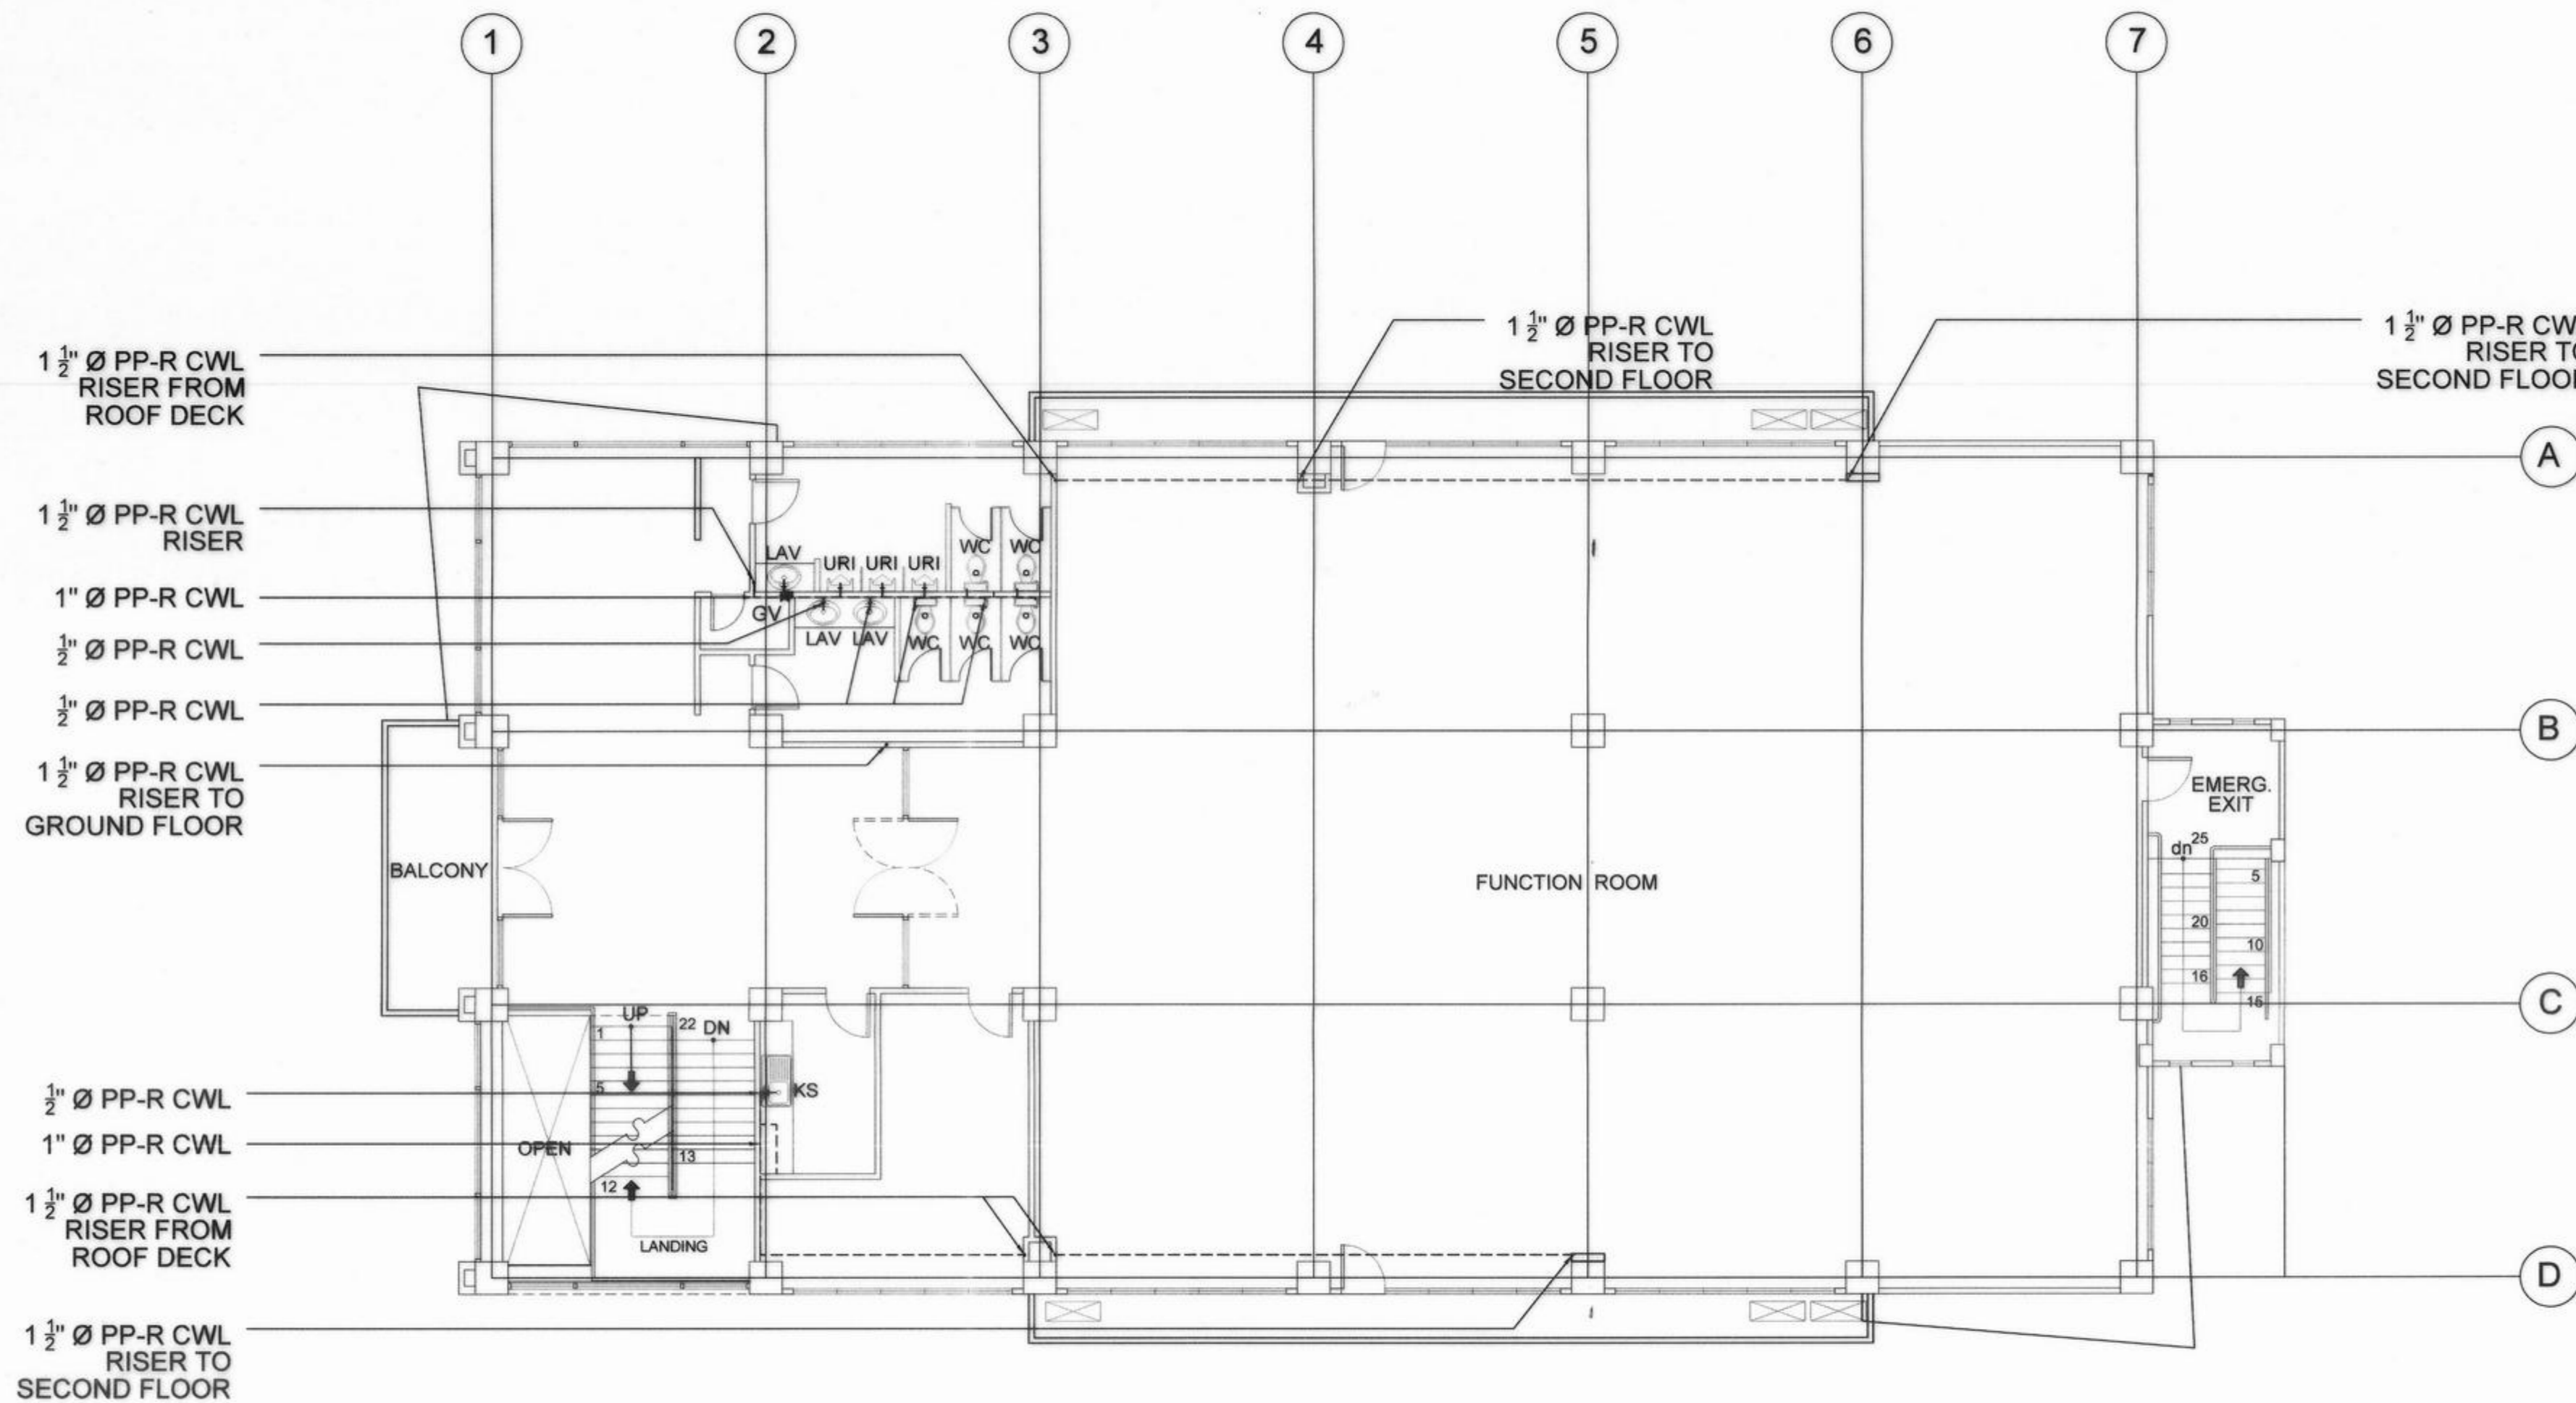 1
2
3
4
5
6
7
1 1/2" Ø PP-R CWL
RISER TO
SECOND FLOOR
1 1/2" Ø PP-R CW
RISER TO
SECOND FLOOR
1 1/2" Ø PP-R CWL
RISER FROM
ROOF DECK
A
1 1/2" Ø PP-R CWL
RISER
LAV
URI URI URI
WC
WC
1" Ø PP-R CWL
GV
LAV LAV
WC
WC
WC
1/2" Ø PP-R CWL
1/2" Ø PP-R CWL
B
1 1/2" Ø PP-R CWL
RISER TO
GROUND FLOOR
EMERG.
EXIT
dn
25
BALCONY
FUNCTION ROOM
5
20
10
16
15
C
UP
22
DN
1
5
KS
1/2" Ø PP-R CWL
1" Ø PP-R CWL
OPEN
13
12
1 1/2" Ø PP-R CWL
RISER FROM
ROOF DECK
LANDING
D
1 1/2" Ø PP-R CWL
RISER TO
SECOND FLOOR